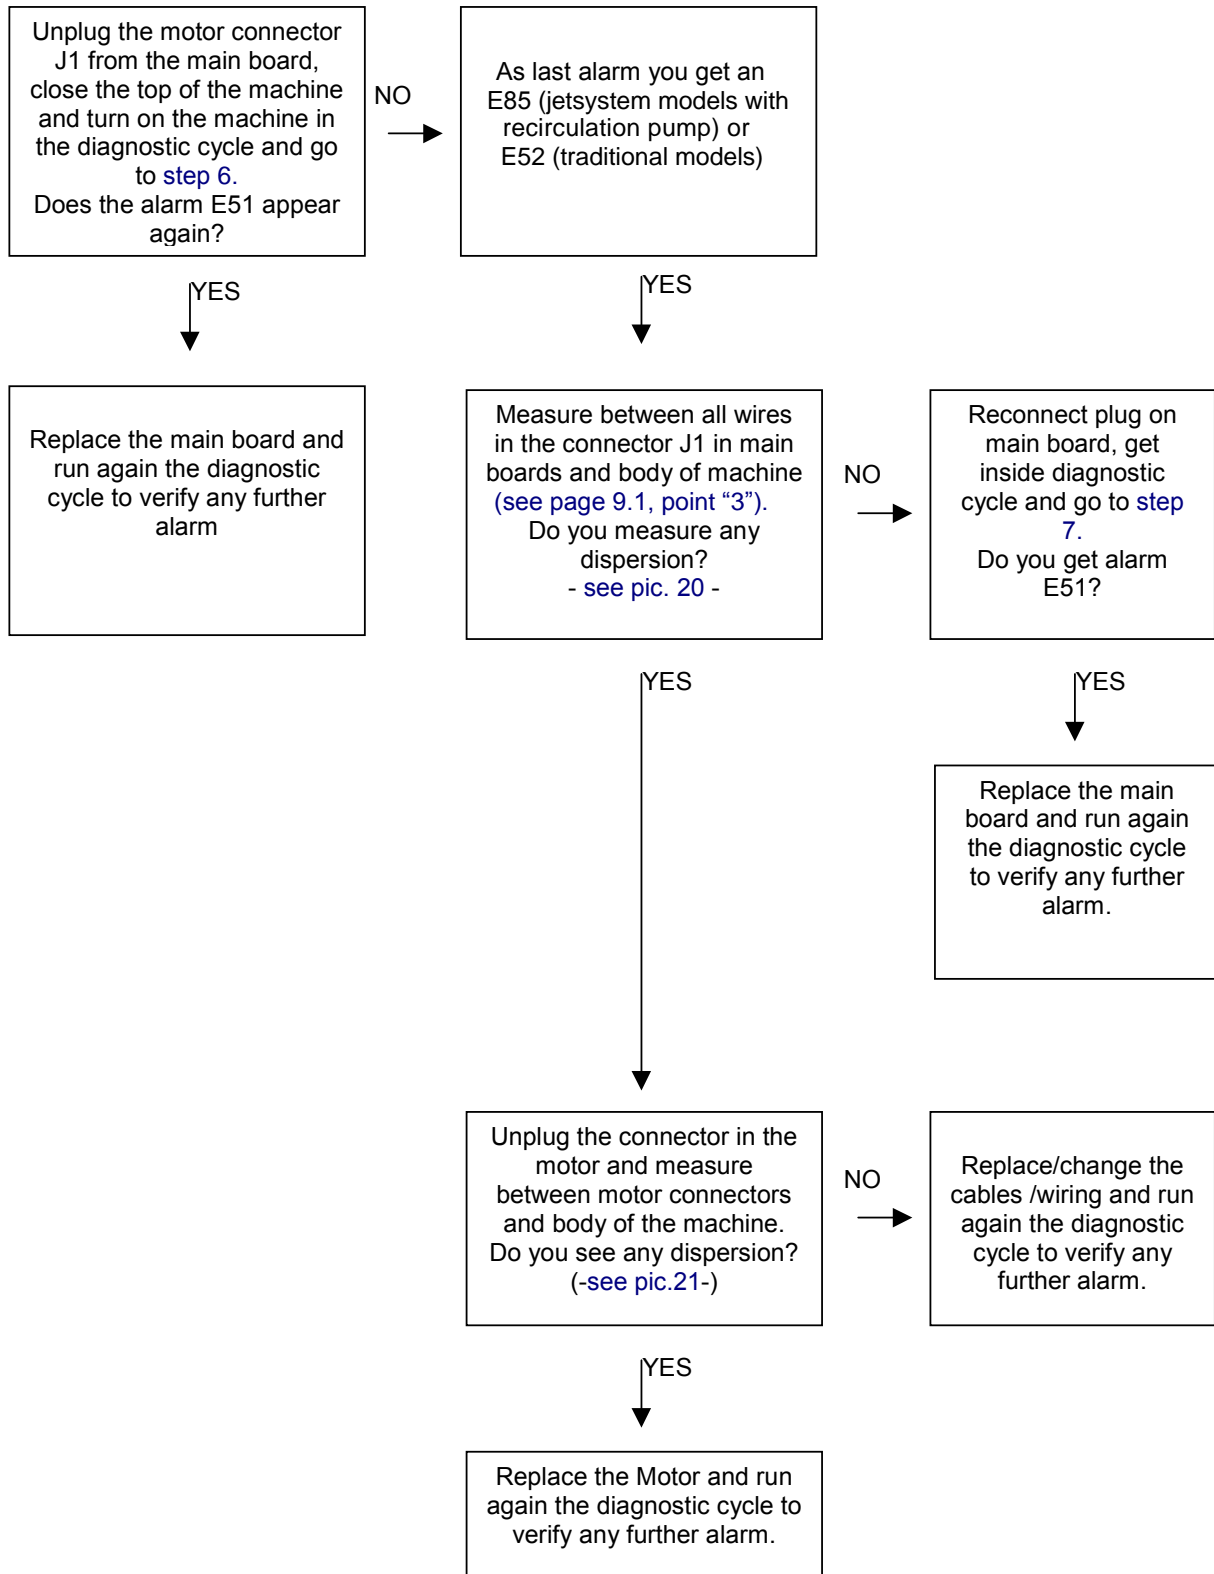 Unplug the motor connector
J1 from the main board,
close the top of the machine
and turn on the machine in
the diagnostic cycle and go
to step 6.
Does the alarm E51 appear
again?
NO
As last alarm you get an
E85 (jetsystem models with
recirculation pump) or
E52 (traditional models)
YES
YES
Replace the main board and
run again the diagnostic
cycle to verify any further
alarm
Measure between all wires
in the connector J1 in main
boards and body of machine
(see page 9.1, point “3”).
Do you measure any
dispersion?
- see pic. 20 -
NO
Reconnect plug on
main board, get
inside diagnostic
cycle and go to step
7.
Do you get alarm
E51?
YES
YES
Replace the main
board and run again
the diagnostic cycle
to verify any further
alarm.
Unplug the connector in the
motor and measure
between motor connectors
and body of the machine.
Do you see any dispersion?
(-see pic.21-)
NO
Replace/change the
cables /wiring and run
again the diagnostic
cycle to verify any
further alarm.
YES
Replace the Motor and run
again the diagnostic cycle to
verify any further alarm.